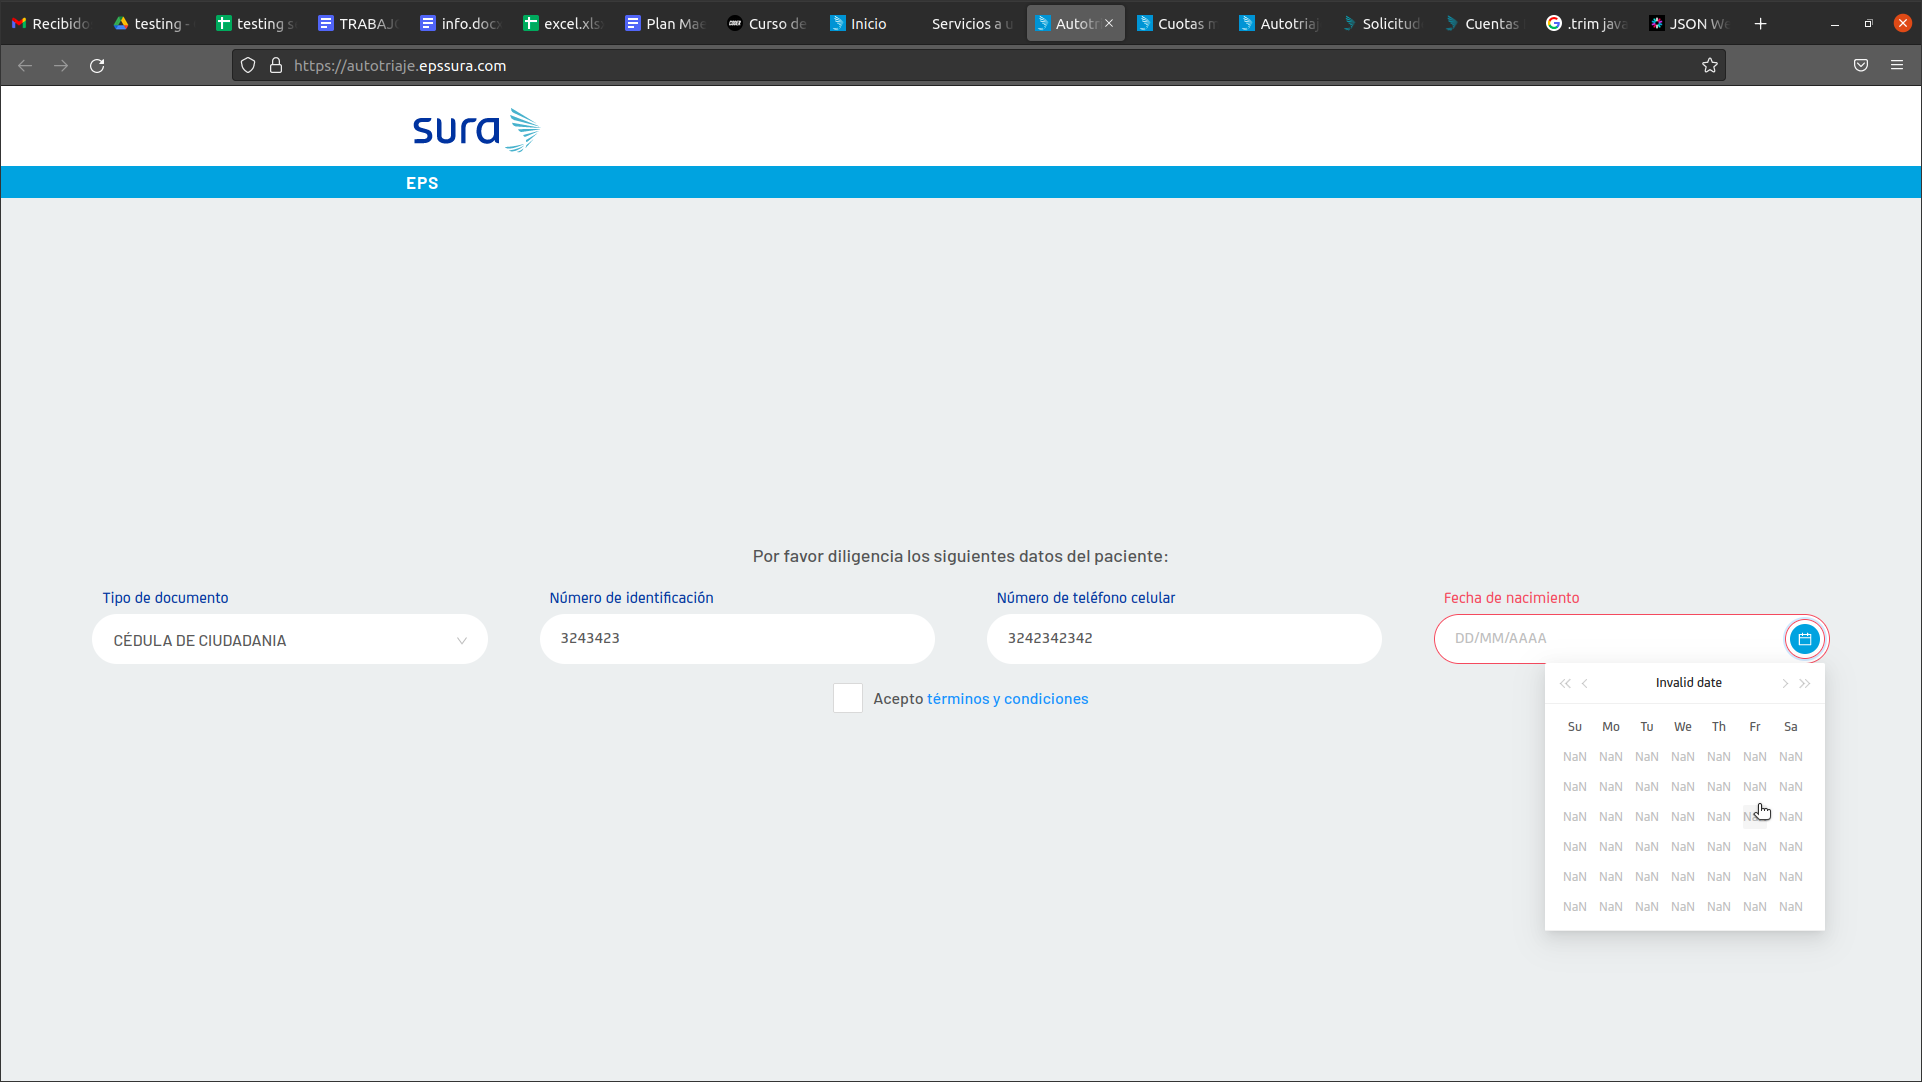 Recibido
testing -
testing s
TRABAJO
info.docx
excel.xls
Plan Mae
Curso de
Inicio
Servicios a u
Autotri
Cuotas m
Autotriaj
Solicitud
Cuentas
.trim java
JSON We
https://autotriaje.epssura.com
sura
EPS
Por favor diligencia los siguientes datos del paciente:
Tipo de documento
Número de identificación
Número de teléfono celular
Fecha de nacimiento
CÉDULA DE CIUDADANIA
3243423
3242342342
DD/MM/AAAA
Acepto términos y condiciones
Invalid date
Su Mo Tu We Th Fr Sa
NaN NaN NaN NaN NaN NaN NaN
NaN NaN NaN NaN NaN NaN NaN
NaN NaN NaN NaN NaN NaN NaN
NaN NaN NaN NaN NaN NaN NaN
NaN NaN NaN NaN NaN NaN NaN
NaN NaN NaN NaN NaN NaN NaN